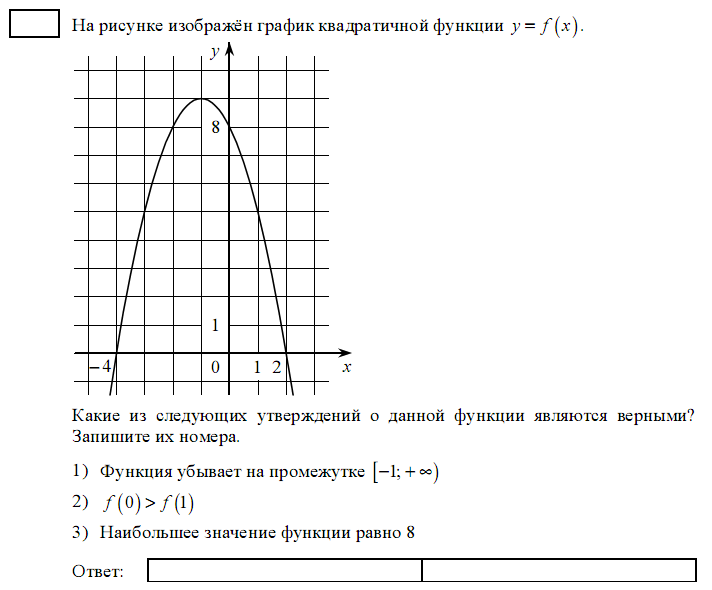 На рисунке изображён график квадратичной функции y = f(x).
y
8
1
−4
0
1
2
x
Какие из следующих утверждений о данной функции являются верными?
Запишите их номера.
1) Функция убывает на промежутке [−1; +∞)
2) f(0) > f(1)
3) Наибольшее значение функции равно 8
Ответ: